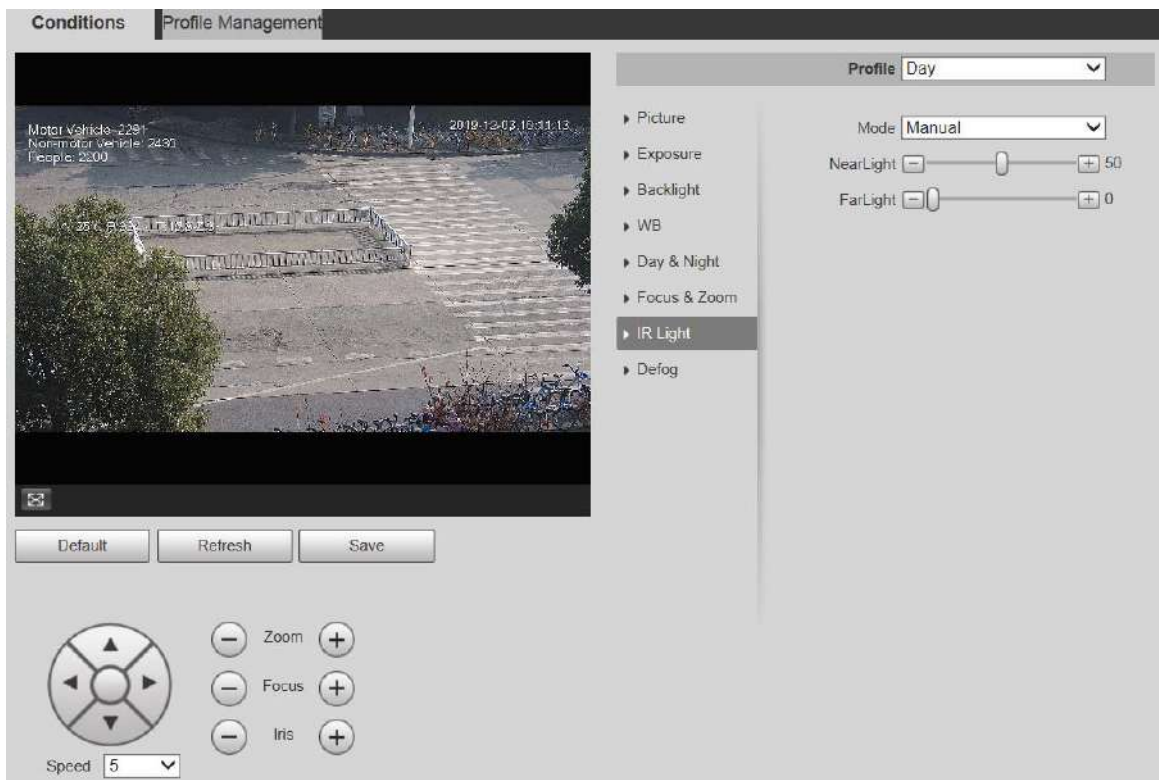 Conditions
Profile Management
Motor Vehicle: 2291
Non-motor Vehicle: 2430
People: 2200
2019-12-03 16:11:13
Default
Refresh
Save
Zoom
Focus
Iris
Speed 5
Profile Day
Picture
Exposure
Backlight
WB
Day & Night
Focus & Zoom
IR Light
Defog
Mode Manual
NearLight 50
FarLight 0